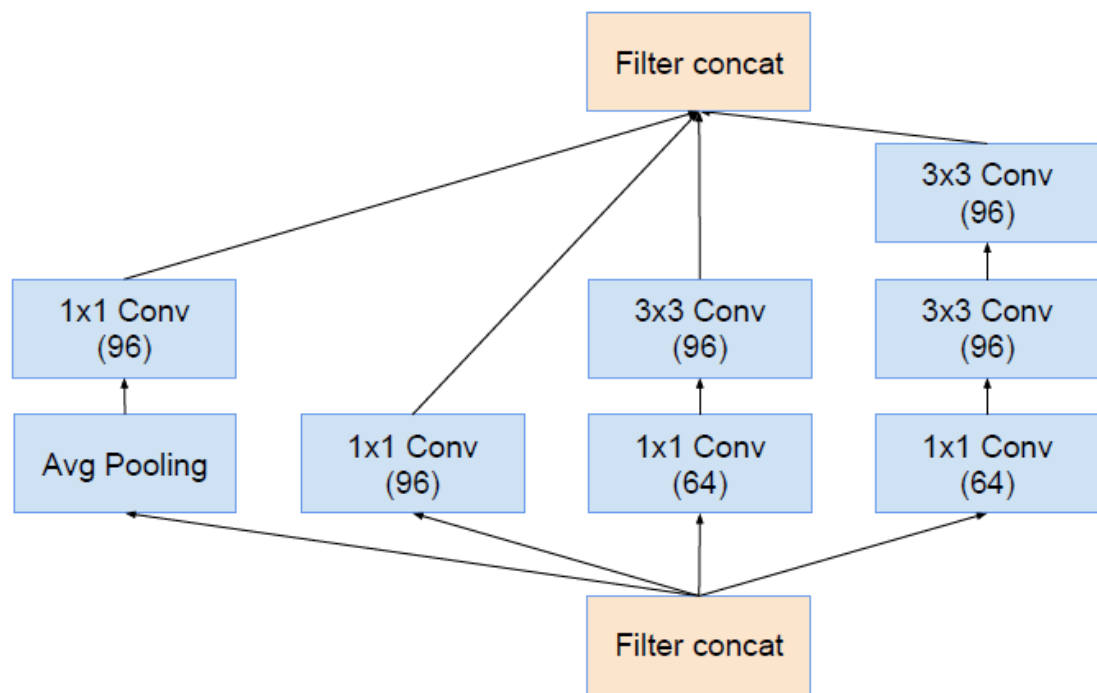 Filter concat
3x3 Conv
(96)
1x1 Conv
(96)
3x3 Conv
(96)
3x3 Conv
(96)
Avg Pooling
1x1 Conv
(96)
1x1 Conv
(64)
1x1 Conv
(64)
Filter concat